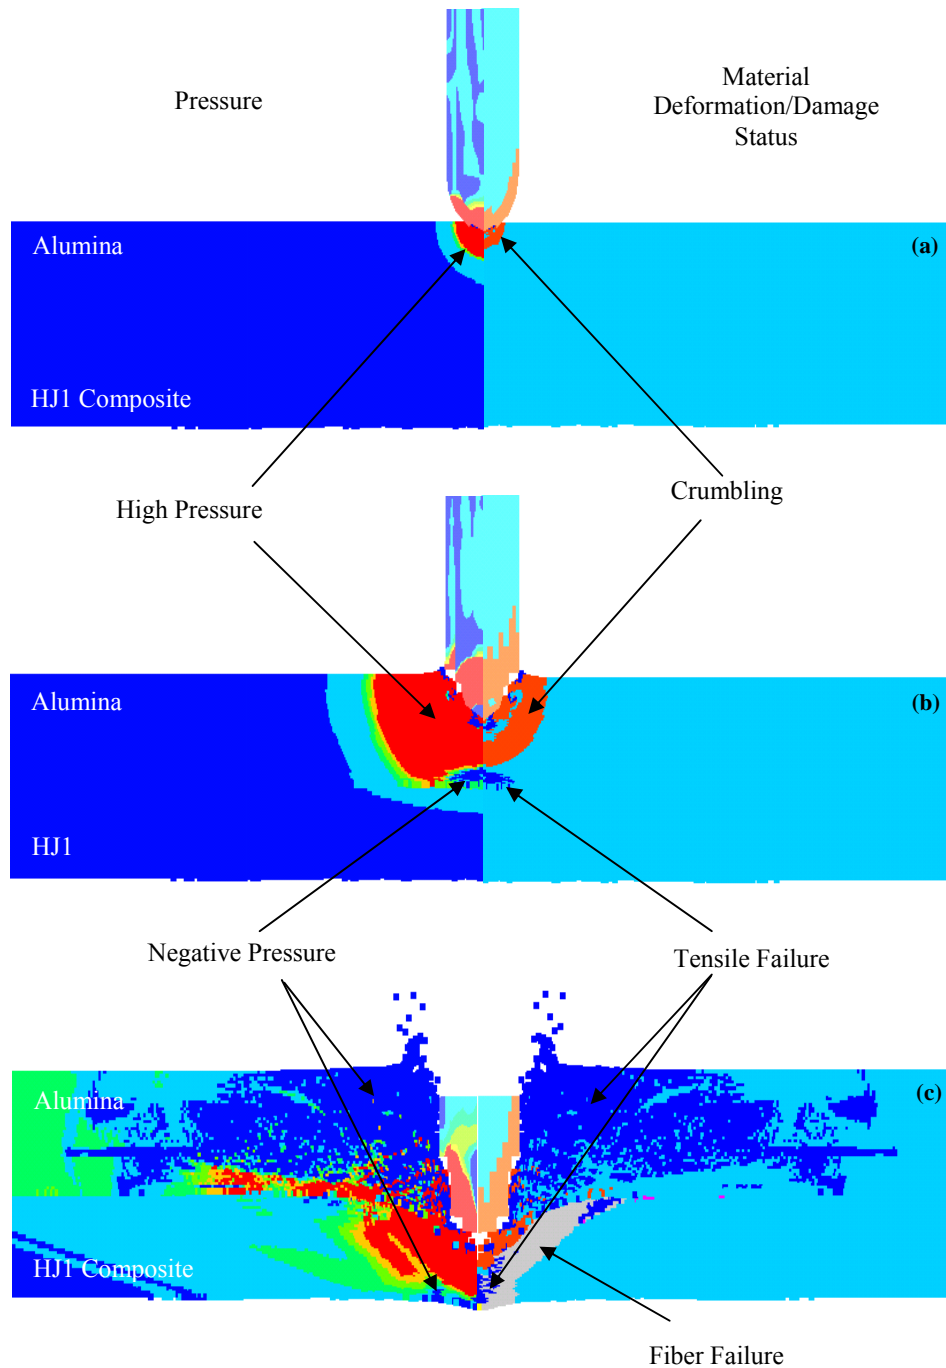 Pressure
Material
Deformation/Damage
Status
Alumina
(a)
HJ1 Composite
High Pressure
Crumbling
Alumina
(b)
HJ1
Negative Pressure
Tensile Failure
Alumina
(c)
HJ1 Composite
Fiber Failure